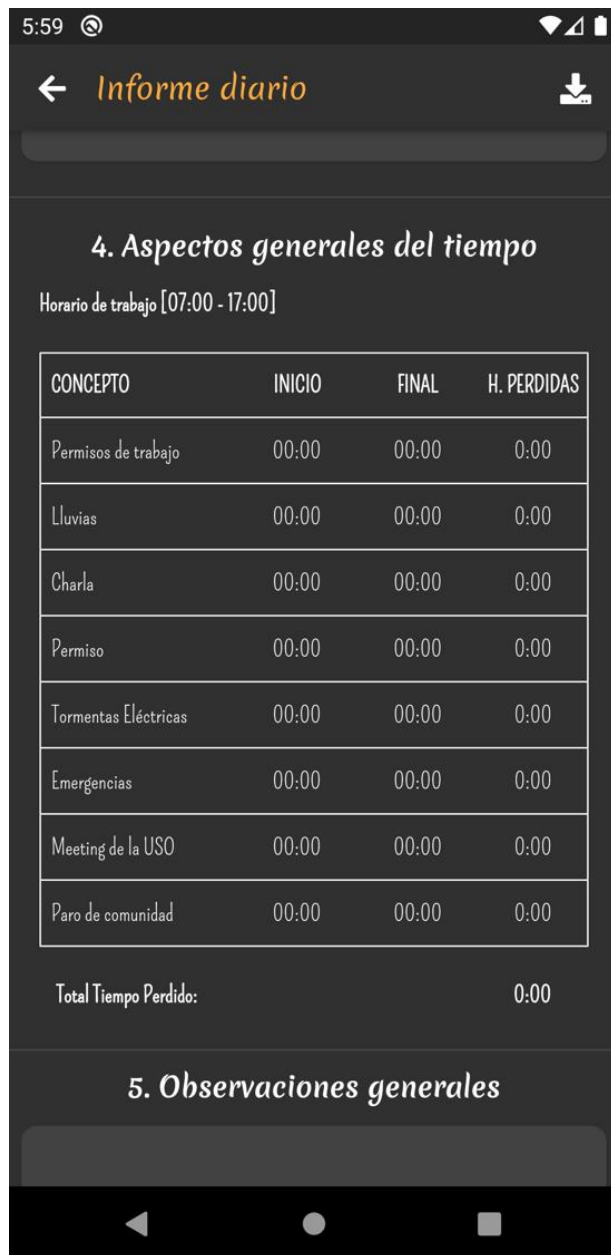 5:59
Informe diario
4. Aspectos generales del tiempo
Horario de trabajo [07:00 - 17:00]
CONCEPTO INICIO FINAL H. PERDIDAS
Permisos de trabajo 00:00 00:00 0:00
Lluvias 00:00 00:00 0:00
Charla 00:00 00:00 0:00
Permiso 00:00 00:00 0:00
Tormentas Eléctricas 00:00 00:00 0:00
Emergencias 00:00 00:00 0:00
Meeting de la USO 00:00 00:00 0:00
Paro de comunidad 00:00 00:00 0:00
Total Tiempo Perdido: 0:00
5. Observaciones generales